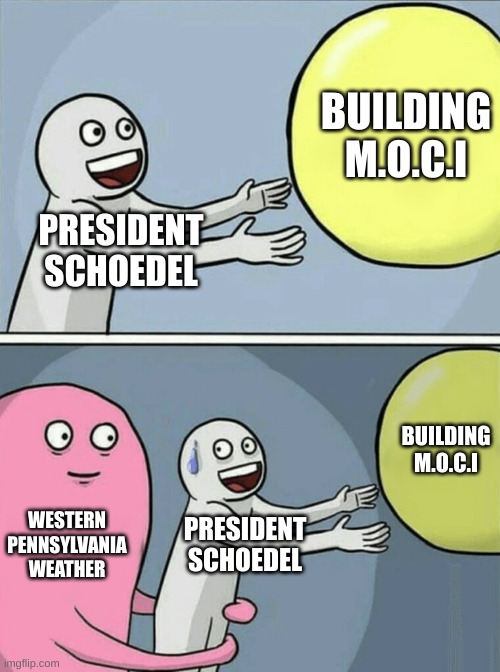 BUILDING
M.O.C.I
PRESIDENT
SCHOEDEL
BUILDING
M.O.C.I
WESTERN
PENNSYLVANIA
WEATHER
PRESIDENT
SCHOEDEL
imgflip.com